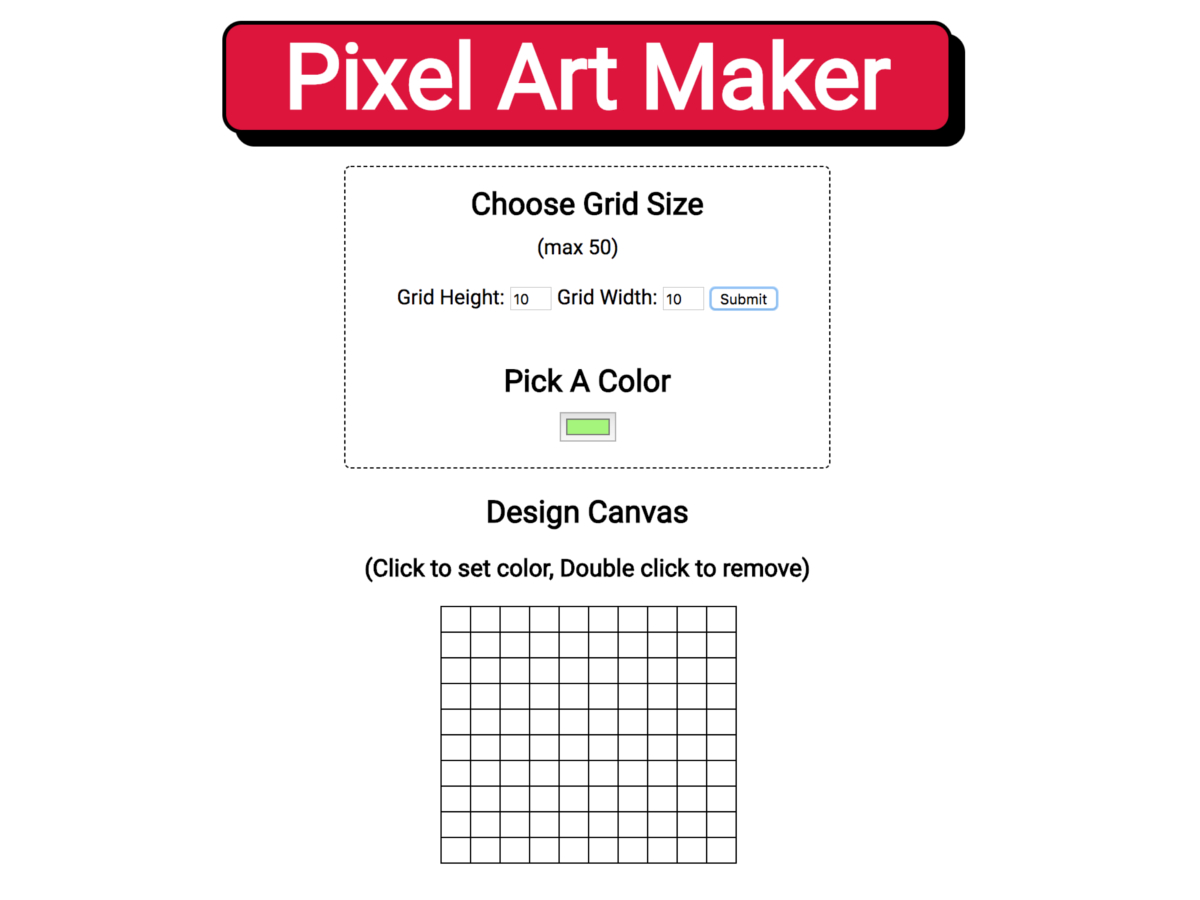 Pixel Art Maker
Choose Grid Size
(max 50)
Grid Height: 10 Grid Width: 10 Submit
Pick A Color
Design Canvas
(Click to set color, Double click to remove)